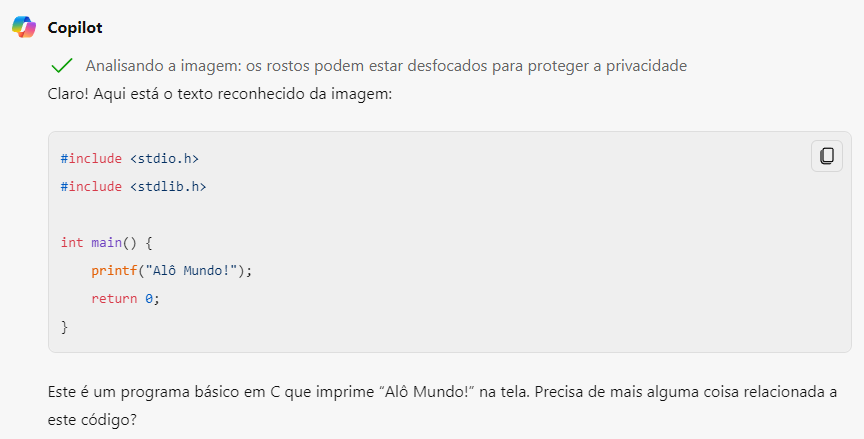 Copilot
Analisando a imagem: os rostos podem estar desfocados para proteger a privacidade
Claro! Aqui está o texto reconhecido da imagem:
#include <stdio.h>
#include <stdlib.h>
int main() {
    printf("Alô Mundo!");
    return 0;
}
Este é um programa básico em C que imprime “Alô Mundo!” na tela. Precisa de mais alguma coisa relacionada a
este código?